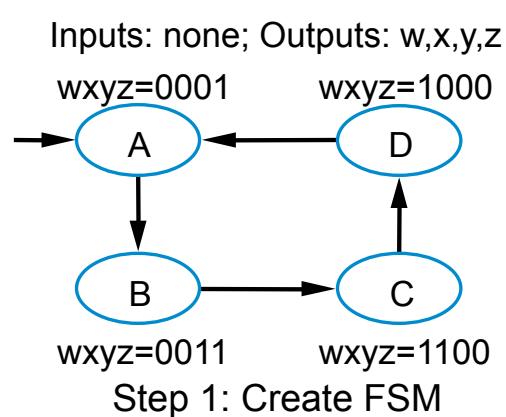 Inputs: none; Outputs: w,x,y,z
wxyz=0001 wxyz=1000
A D
B C
wxyz=0011 wxyz=1100
Step 1: Create FSM